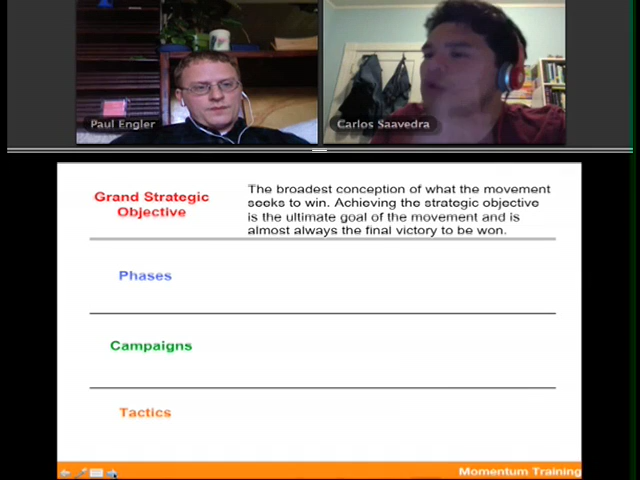 Paul Engler
Carlos Saavedra
Grand Strategic
Objective
The broadest conception of what the movement
seeks to win. Achieving the strategic objective
is the ultimate goal of the movement and is
almost always the final victory to be won.
Phases
Campaigns
Tactics
Momentum Training